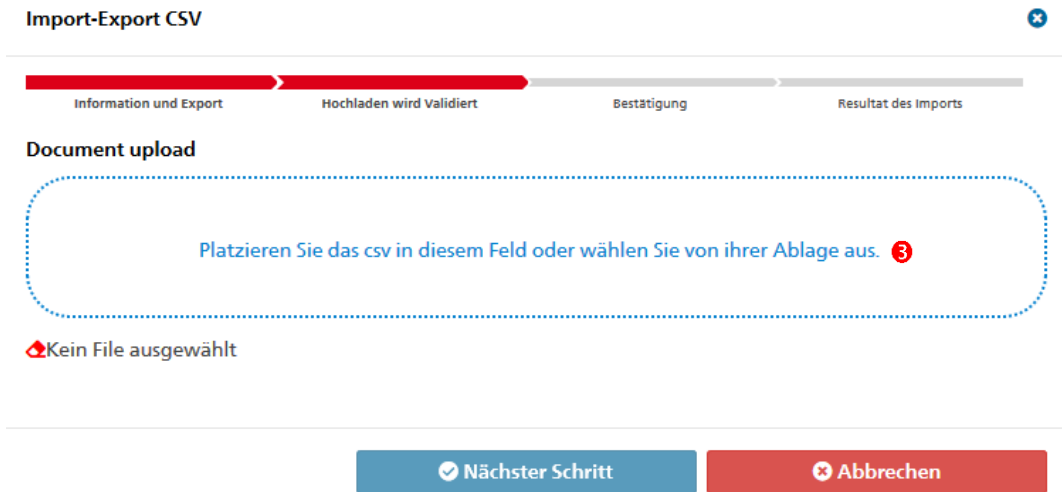 Import-Export CSV
Information und Export Hochladen wird Validiert Bestätigung Resultat des Imports
Document upload
Platzieren Sie das csv in diesem Feld oder wählen Sie von ihrer Ablage aus. 3
Kein File ausgewählt
Nächster Schritt Abbrechen